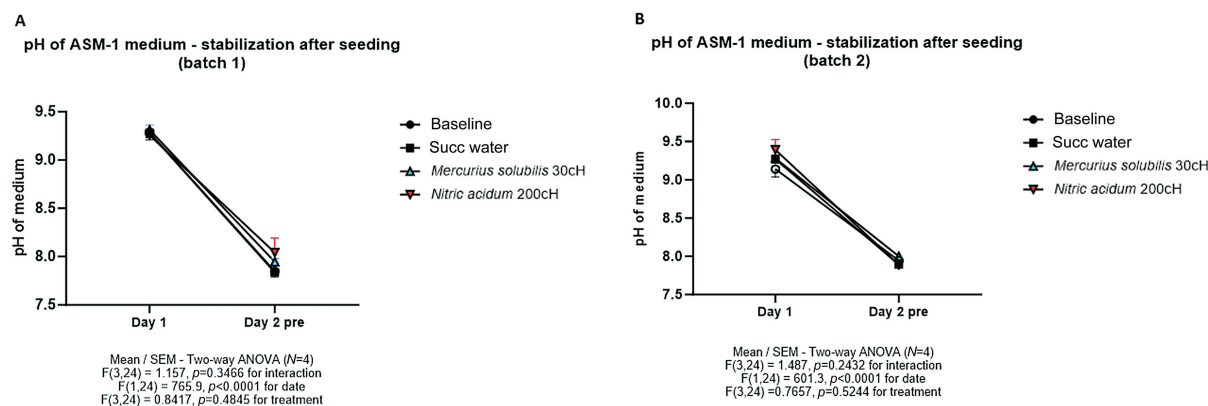 A
pH of ASM-1 medium - stabilization after seeding
(batch 1)
pH of medium
9.5
9.0
8.5
8.0
7.5
Day 1
Day 2 pre
Baseline
Succ water
Mercurius solubilis 30cH
Nitric acidum 200cH
Mean / SEM - Two-way ANOVA (N=4)
F(3,24) = 1.157, p=0.3466 for interaction
F(1,24) = 765.9, p<0.0001 for date
F(3,24) = 0.8417, p=0.4845 for treatment
B
pH of ASM-1 medium - stabilization after seeding
(batch 2)
pH of medium
10.0
9.5
9.0
8.5
8.0
7.5
Day 1
Day 2 pre
Baseline
Succ water
Mercurius solubilis 30cH
Nitric acidum 200cH
Mean / SEM - Two-way ANOVA (N=4)
F(3,24) = 1.487, p=0.2432 for interaction
F(1,24) = 601.3, p<0.0001 for date
F(3,24) =0.7657, p=0.5244 for treatment